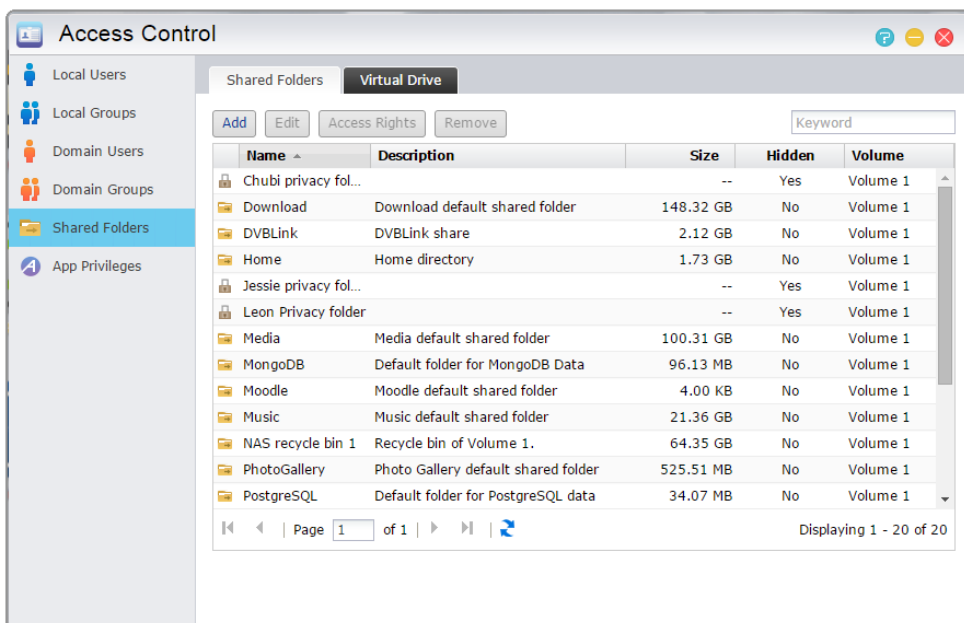 Access Control
Local Users
Local Groups
Domain Users
Domain Groups
Shared Folders
App Privileges
Shared Folders Virtual Drive
Add Edit Access Rights Remove Keyword
Name Description Size Hidden Volume
Chubi privacy fol... -- Yes Volume 1
Download Download default shared folder 148.32 GB No Volume 1
DVBLink DVBLink share 2.12 GB No Volume 1
Home Home directory 1.73 GB No Volume 1
Jessie privacy fol... -- Yes Volume 1
Leon Privacy folder -- Yes Volume 1
Media Media default shared folder 100.31 GB No Volume 1
MongoDB Default folder for MongoDB Data 96.13 MB No Volume 1
Moodle Moodle default shared folder 4.00 KB No Volume 1
Music Music default shared folder 21.36 GB No Volume 1
NAS recycle bin 1 Recycle bin of Volume 1. 64.35 GB No Volume 1
PhotoGallery Photo Gallery default shared folder 525.51 MB No Volume 1
PostgreSQL Default folder for PostgreSQL data 34.07 MB No Volume 1
Page 1 of 1 Displaying 1 - 20 of 20